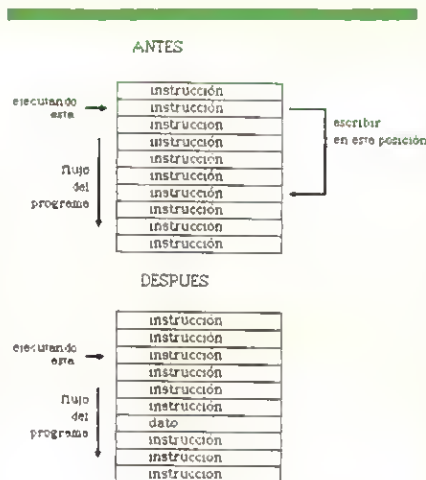 ANTES
instrucción
ejecutando
esta
instrucción
escribir
en esta posición
instrucción
instrucción
instrucción
flujo
del
programa
instrucción
instrucción
instrucción
instrucción
instrucción
DESPUES
instrucción
instrucción
ejecutando
esta
instrucción
instrucción
instrucción
flujo
del
programa
instrucción
dato
instrucción
instrucción
instrucción